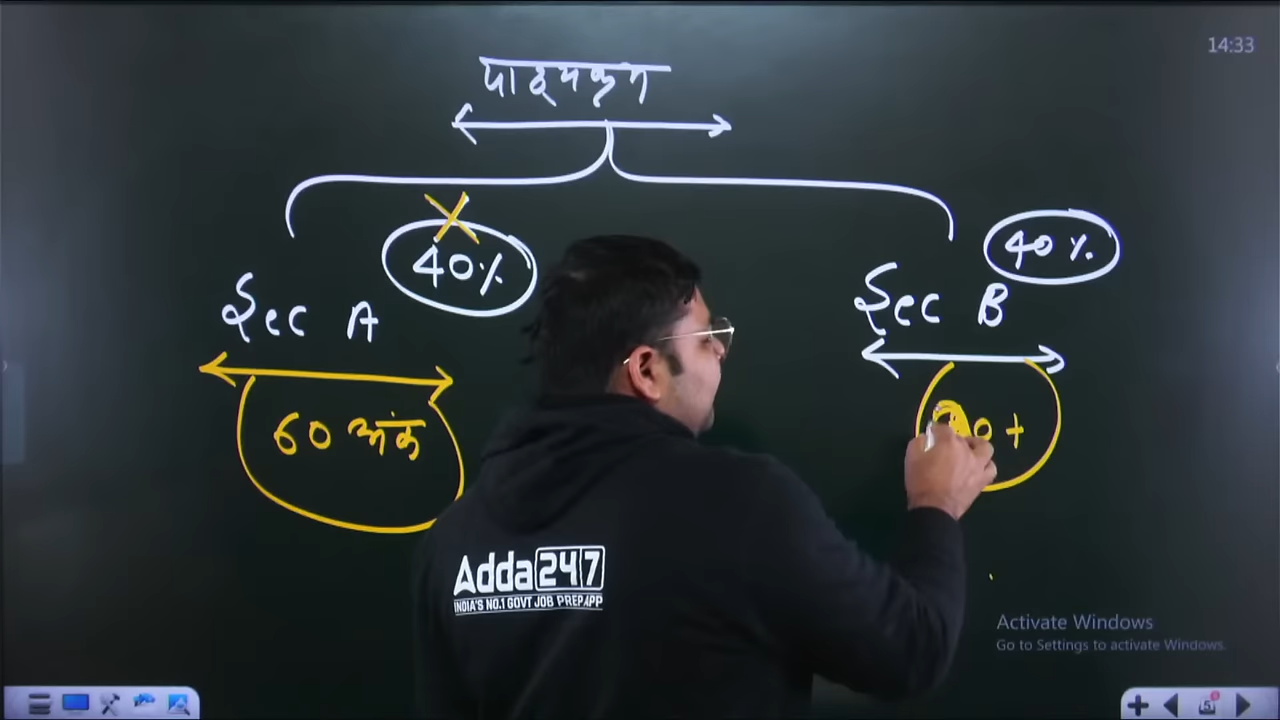 14:33
पाठ्यक्रम
40%
40%
Sec A
Sec B
60 अंक
0+
Adda247
INDIA'S NO.1 GOVT JOB PREP APP
Activate Windows
Go to Settings to activate Windows.